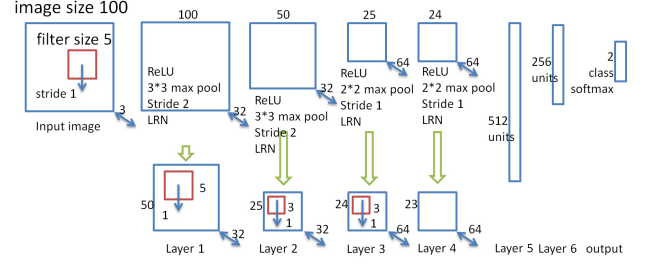 image size 100
100
50
25
24
filter size 5
stride 1
3
Input image
ReLU
3*3 max pool
Stride 2
LRN
32
ReLU
3*3 max pool
Stride 2
LRN
32
ReLU
2*2 max pool
Stride 1
LRN
64
ReLU
2*2 max pool
Stride 1
LRN
64
512
units
256
units
2
class
softmax
50
5
1
32
Layer 1
25
3
1
32
Layer 2
24
3
1
64
Layer 3
23
64
Layer 4
Layer 5
Layer 6
output